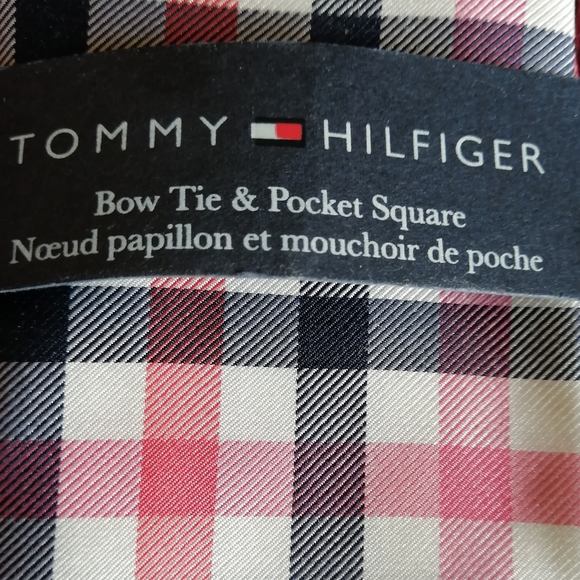 TOMMY HILFIGER
Bow Tie & Pocket Square
Nœud papillon et mouchoir de poche